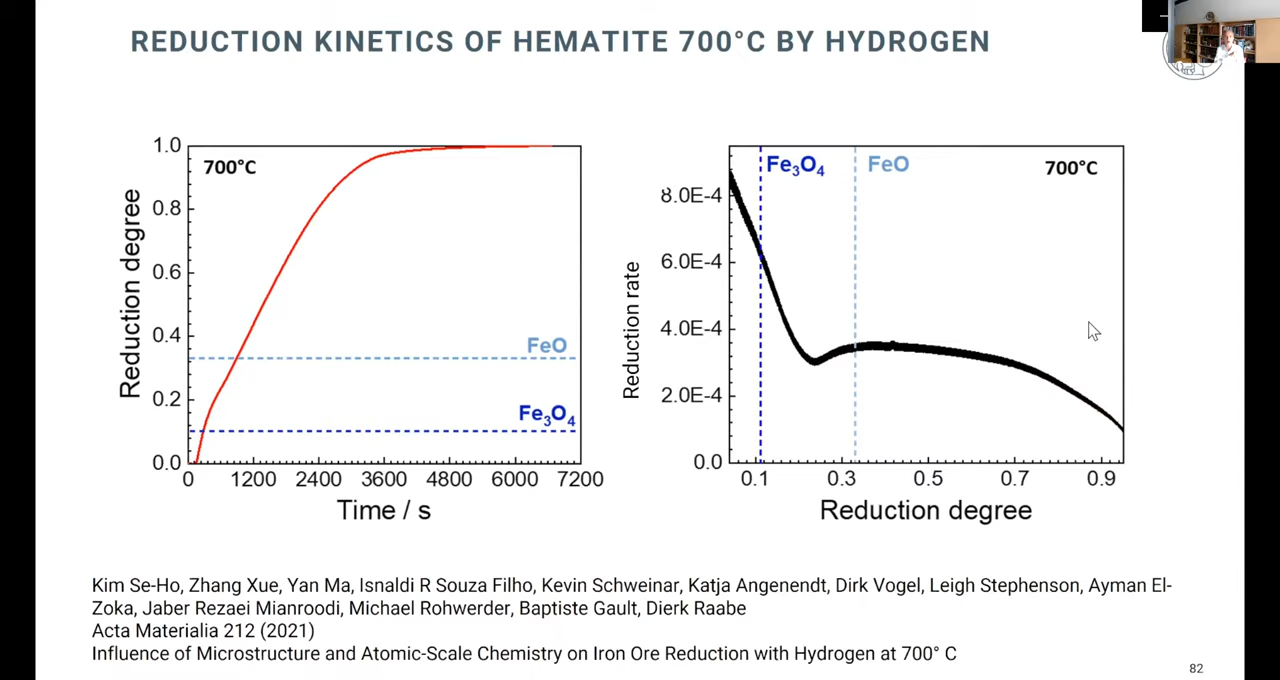 REDUCTION KINETICS OF HEMATITE 700°C BY HYDROGEN
1.0
0.8
0.6
0.4
0.2
0.0
700°C
FeO
Fe₃O₄
Reduction degree
0 1200 2400 3600 4800 6000 7200
Time / s
8.0E-4
6.0E-4
4.0E-4
2.0E-4
0.0
Fe₃O₄ FeO 700°C
Reduction rate
0.1 0.3 0.5 0.7 0.9
Reduction degree
Kim Se-Ho, Zhang Xue, Yan Ma, Isnaldi R Souza Filho, Kevin Schweinar, Katja Angenendt, Dirk Vogel, Leigh Stephenson, Ayman El-
Zoka, Jaber Rezaei Mianroodi, Michael Rohwerder, Baptiste Gault, Dierk Raabe
Acta Materialia 212 (2021)
Influence of Microstructure and Atomic-Scale Chemistry on Iron Ore Reduction with Hydrogen at 700° C
82